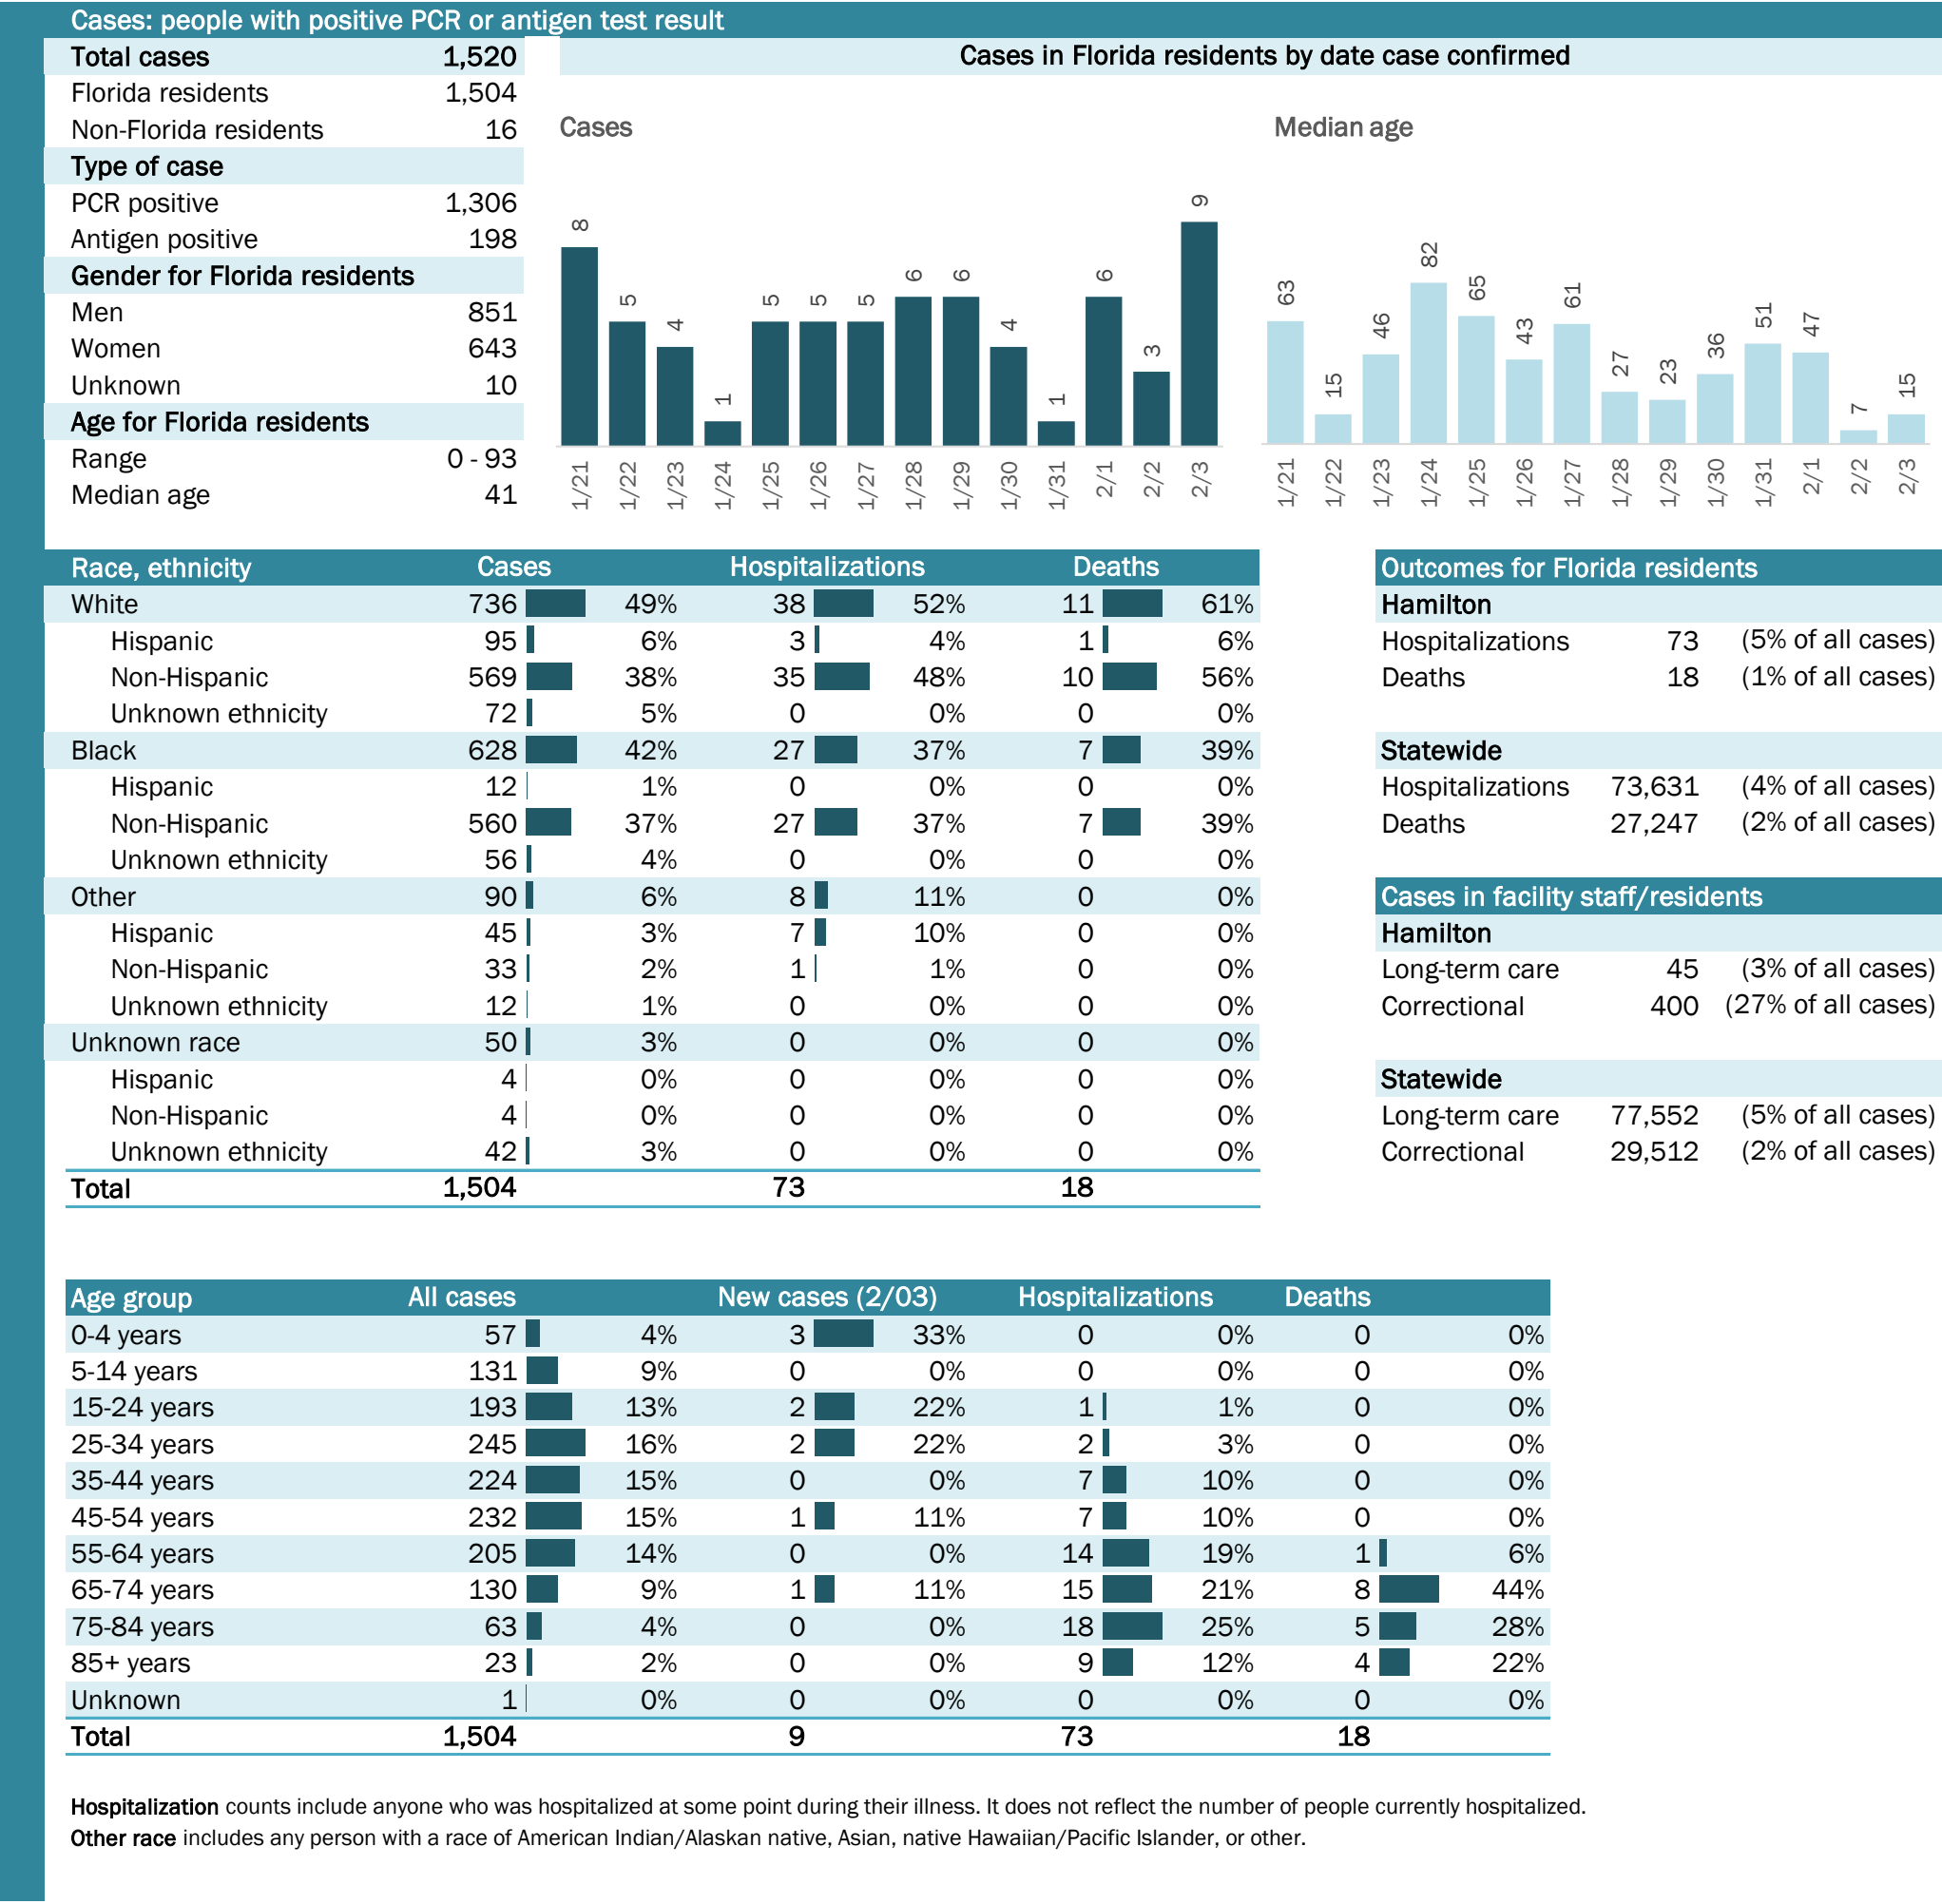 Cases: people with positive PCR or antigen test result
Total cases 1,520
Florida residents 1,504
Non-Florida residents 16
Type of case
PCR positive 1,306
Antigen positive 198
Gender for Florida residents
Men 851
Women 643
Unknown 10
Age for Florida residents
Range 0 - 93
Median age 41
Cases in Florida residents by date case confirmed
Cases
8 5 4 1 5 5 5 6 6 4 1 6 3 9
1/21 1/22 1/23 1/24 1/25 1/26 1/27 1/28 1/29 1/30 1/31 2/1 2/2 2/3
Median age
63 15 46 82 65 43 61 27 23 36 51 47 7 15
1/21 1/22 1/23 1/24 1/25 1/26 1/27 1/28 1/29 1/30 1/31 2/1 2/2 2/3
Race, ethnicity Cases Hospitalizations Deaths
White 736 49% 38 52% 11 61%
Hispanic 95 6% 3 4% 1 6%
Non-Hispanic 569 38% 35 48% 10 56%
Unknown ethnicity 72 5% 0 0% 0 0%
Black 628 42% 27 37% 7 39%
Hispanic 12 1% 0 0% 0 0%
Non-Hispanic 560 37% 27 37% 7 39%
Unknown ethnicity 56 4% 0 0% 0 0%
Other 90 6% 8 11% 0 0%
Hispanic 45 3% 7 10% 0 0%
Non-Hispanic 33 2% 1 1% 0 0%
Unknown ethnicity 12 1% 0 0% 0 0%
Unknown race 50 3% 0 0% 0 0%
Hispanic 4 0% 0 0% 0 0%
Non-Hispanic 4 0% 0 0% 0 0%
Unknown ethnicity 42 3% 0 0% 0 0%
Total 1,504 73 18
Outcomes for Florida residents
Hamilton
Hospitalizations 73 (5% of all cases)
Deaths 18 (1% of all cases)
Statewide
Hospitalizations 73,631 (4% of all cases)
Deaths 27,247 (2% of all cases)
Cases in facility staff/residents
Hamilton
Long-term care 45 (3% of all cases)
Correctional 400 (27% of all cases)
Statewide
Long-term care 77,552 (5% of all cases)
Correctional 29,512 (2% of all cases)
Age group All cases New cases (2/03) Hospitalizations Deaths
0-4 years 57 4% 3 33% 0 0% 0 0%
5-14 years 131 9% 0 0% 0 0% 0 0%
15-24 years 193 13% 2 22% 1 1% 0 0%
25-34 years 245 16% 2 22% 2 3% 0 0%
35-44 years 224 15% 0 0% 7 10% 0 0%
45-54 years 232 15% 1 11% 7 10% 0 0%
55-64 years 205 14% 0 0% 14 19% 1 6%
65-74 years 130 9% 1 11% 15 21% 8 44%
75-84 years 63 4% 0 0% 18 25% 5 28%
85+ years 23 2% 0 0% 9 12% 4 22%
Unknown 1 0% 0 0% 0 0% 0 0%
Total 1,504 9 73 18
Hospitalization counts include anyone who was hospitalized at some point during their illness. It does not reflect the number of people currently hospitalized.
Other race includes any person with a race of American Indian/Alaskan native, Asian, native Hawaiian/Pacific Islander, or other.